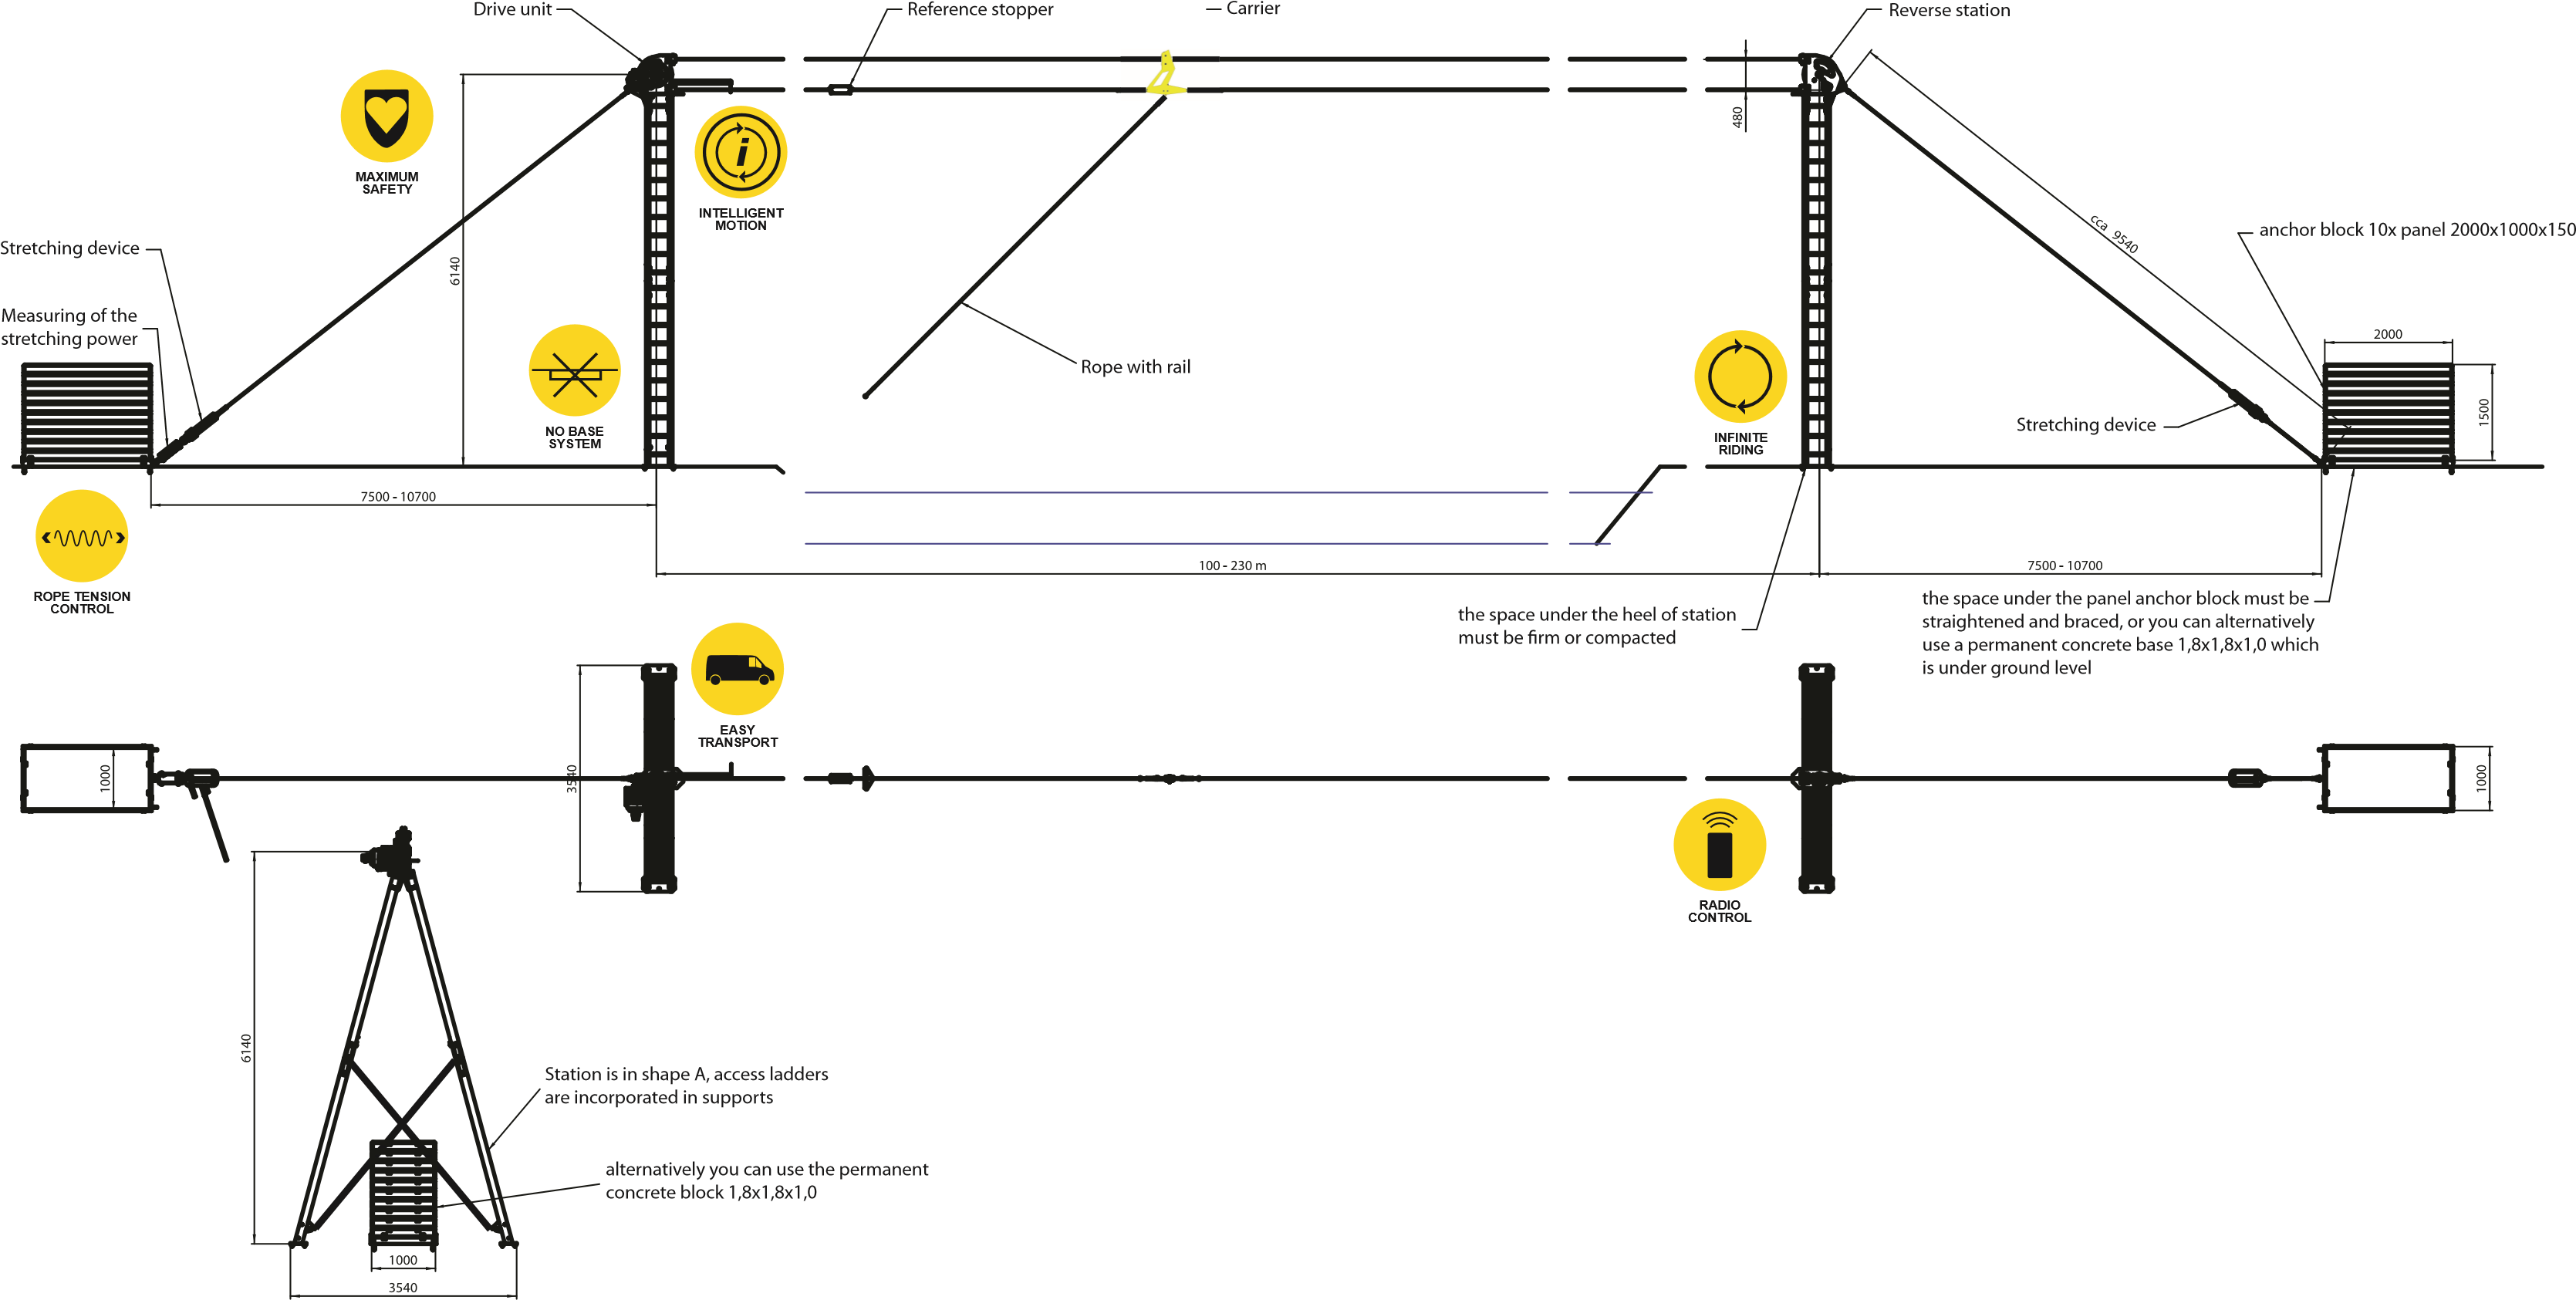 Drive unit
Reference stopper
Carrier
Reverse station
480
MAXIMUM
SAFETY
i
INTELLIGENT
MOTION
Stretching device
6140
cca 9540
anchor block 10x panel 2000x1000x150
Measuring of the
stretching power
2000
Rope with rail
NO BASE
SYSTEM
INFINITE
RIDING
Stretching device
1500
7500 - 10700
100 - 230 m
7500 - 10700
ROPE TENSION
CONTROL
the space under the heel of station
must be firm or compacted
the space under the panel anchor block must be
straightened and braced, or you can alternatively
use a permanent concrete base 1,8x1,8x1,0 which
is under ground level
EASY
TRANSPORT
1000
3540
1000
RADIO
CONTROL
6140
Station is in shape A, access ladders
are incorporated in supports
alternatively you can use the permanent
concrete block 1,8x1,8x1,0
1000
3540